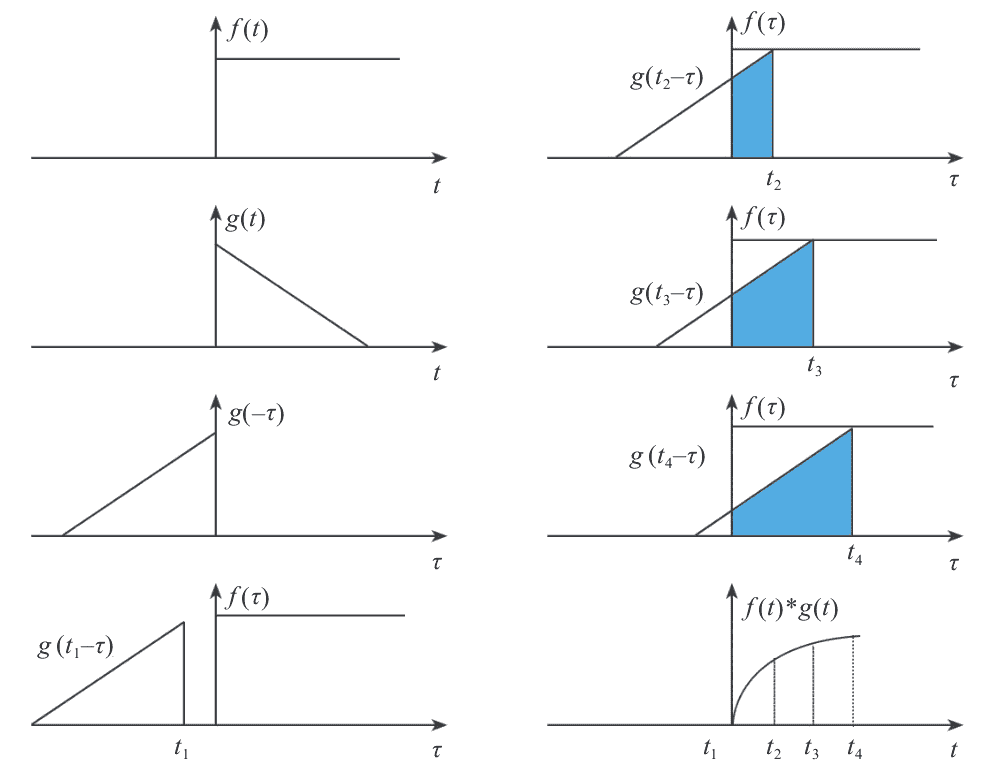 f(t)
t
g(t)
t
g(−τ)
τ
f(τ)
g (t₁−τ)
t₁
τ
f(τ)
g(t₂−τ)
t₂
τ
f(τ)
g(t₃−τ)
t₃
τ
f(τ)
g (t₄−τ)
t₄
τ
f(t)*g(t)
t₁ t₂ t₃ t₄ t